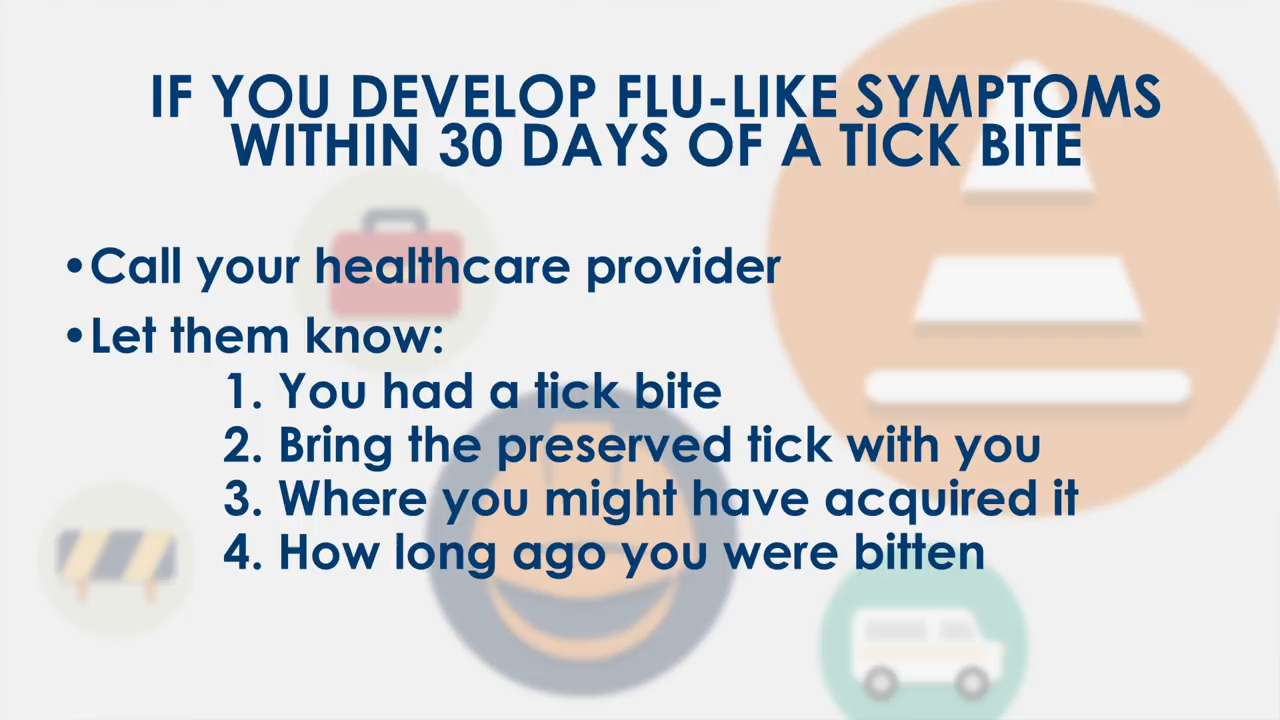 IF YOU DEVELOP FLU-LIKE SYMPTOMS
WITHIN 30 DAYS OF A TICK BITE
•Call your healthcare provider
•Let them know:
1. You had a tick bite
2. Bring the preserved tick with you
3. Where you might have acquired it
4. How long ago you were bitten